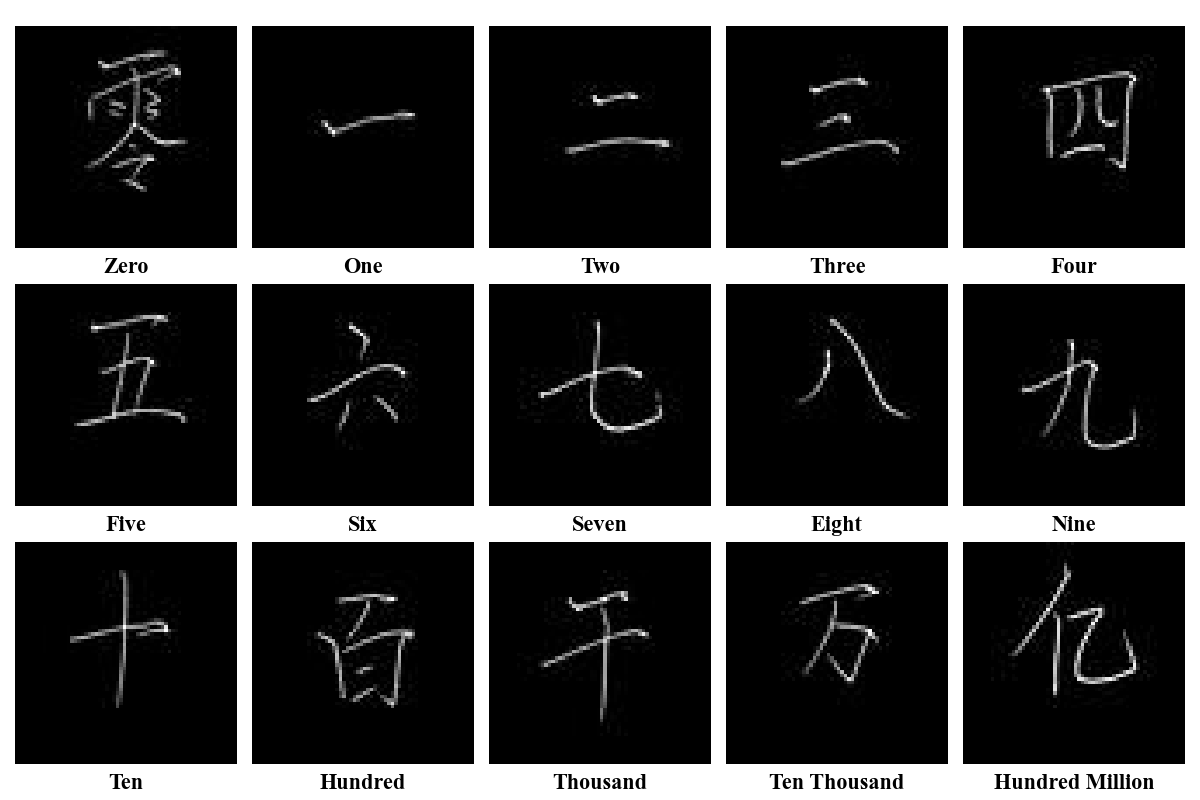 零 一 二 三 四
Zero One Two Three Four
五 六 七 八 九
Five Six Seven Eight Nine
十 百 千 万 亿
Ten Hundred Thousand Ten Thousand Hundred Million